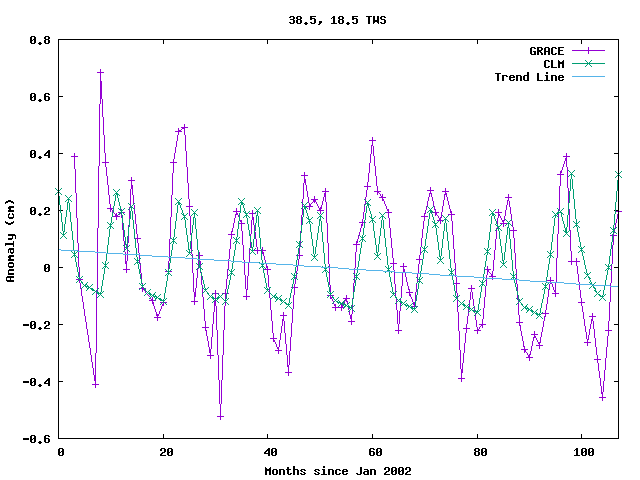 38.5, 18.5 TWS
GRACE
CLM
Trend Line
0.8
0.6
0.4
0.2
0
-0.2
-0.4
-0.6
Anomaly (cm)
0 20 40 60 80 100
Months since Jan 2002